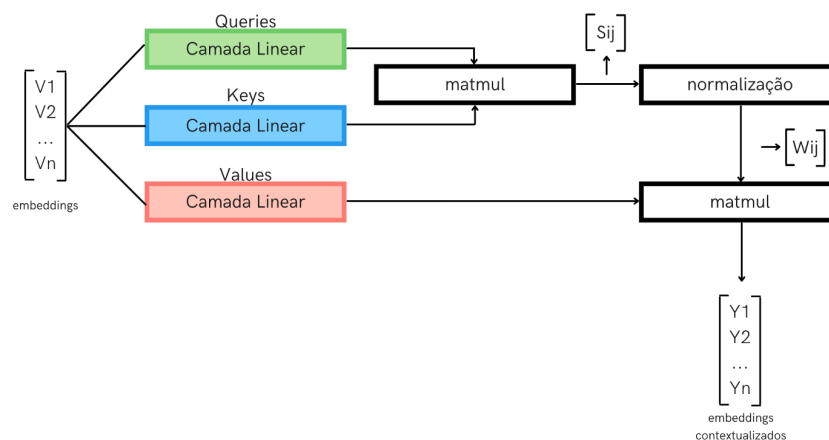 Queries
Camada Linear
Keys
Camada Linear
Values
Camada Linear
V1
V2
...
Vn
embeddings
matmul
Sij
normalização
Wij
matmul
Y1
Y2
...
Yn
embeddings
contextualizados